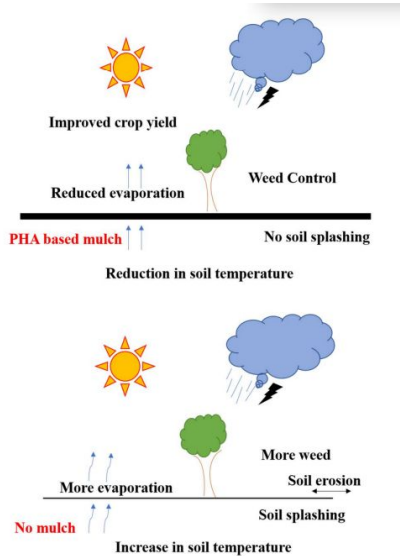 Improved crop yield
Reduced evaporation
Weed Control
PHA based mulch
No soil splashing
Reduction in soil temperature
More weed
More evaporation
Soil erosion
No mulch
Soil splashing
Increase in soil temperature